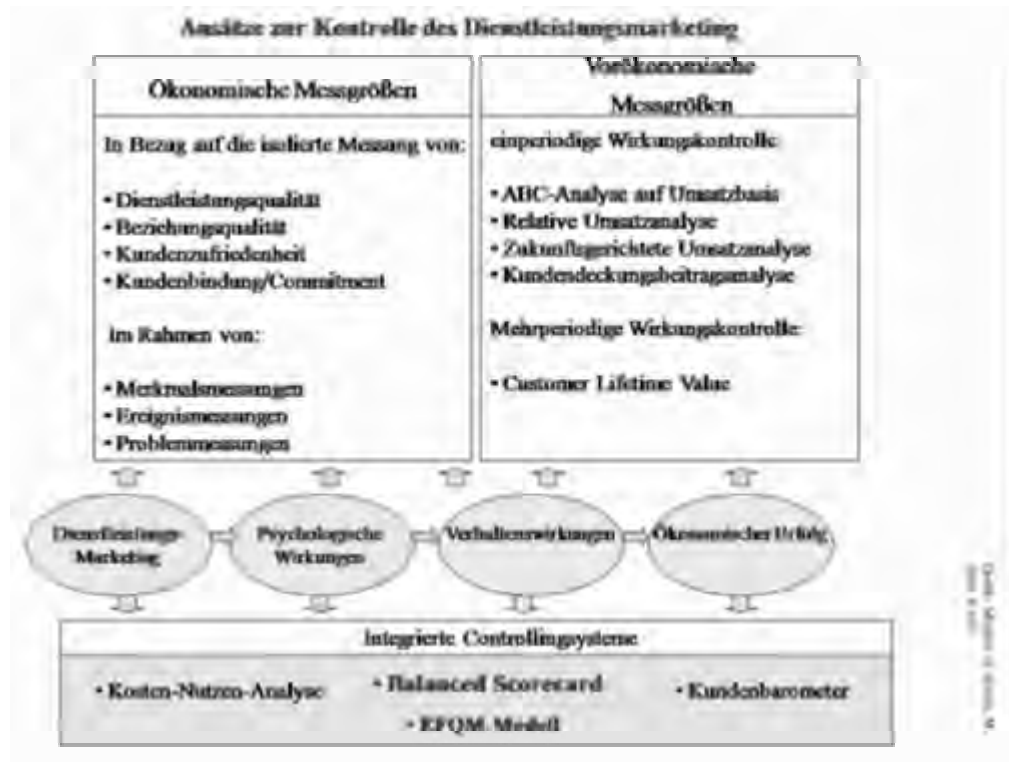 Ansätze zur Kontrolle des Dienstleistungsmarketing
Ökonomische Messgrößen
In Bezug auf die isolierte Messung von:
• Dienstleistungsqualität
• Beziehungsqualität
• Kundenzufriedenheit
• Kundenbindung/Commitment
Im Rahmen von:
• Merkmalsmessungen
• Ereignismessungen
• Problemmessungen
Vorökonomische
Messgrößen
einperiodige Wirkungskontrolle
• ABC-Analyse auf Umsatzbasis
• Relative Umsatzanalyse
• Zukunftsgerichtete Umsatzanalyse
• Kundendeckungsbeitragsanalyse
Mehrperiodige Wirkungskontrolle
• Customer Lifetime Value
Dienstleistungs-
Marketing
Psychologische
Wirkungen
Verhaltenswirkungen
Ökonomischer Erfolg
Integrierte Controllingsysteme
• Kosten-Nutzen-Analyse
• Balanced Scorecard
• EFQM-Modell
• Kundenbarometer